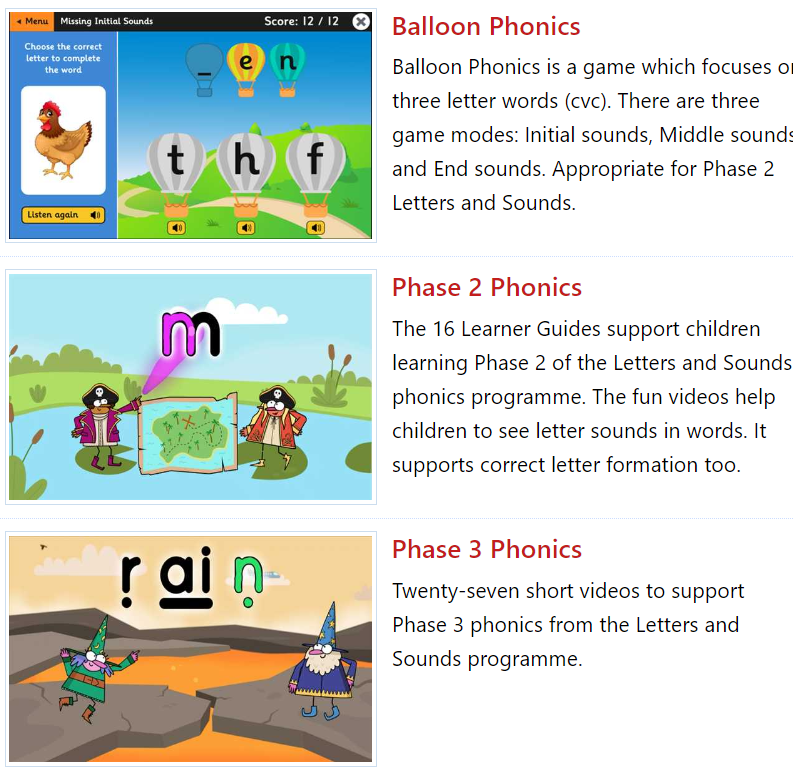 Menu Missing Initial Sounds Score: 12 / 12
Choose the correct
letter to complete
the word
_ e n
t h f
Listen again
Balloon Phonics
Balloon Phonics is a game which focuses on
three letter words (cvc). There are three
game modes: Initial sounds, Middle sounds
and End sounds. Appropriate for Phase 2
Letters and Sounds.
m
Phase 2 Phonics
The 16 Learner Guides support children
learning Phase 2 of the Letters and Sounds
phonics programme. The fun videos help
children to see letter sounds in words. It
supports correct letter formation too.
r ai n
Phase 3 Phonics
Twenty-seven short videos to support
Phase 3 phonics from the Letters and
Sounds programme.